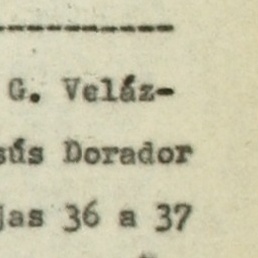 G. Veláz-
sús Dorador
jas 36 a 37